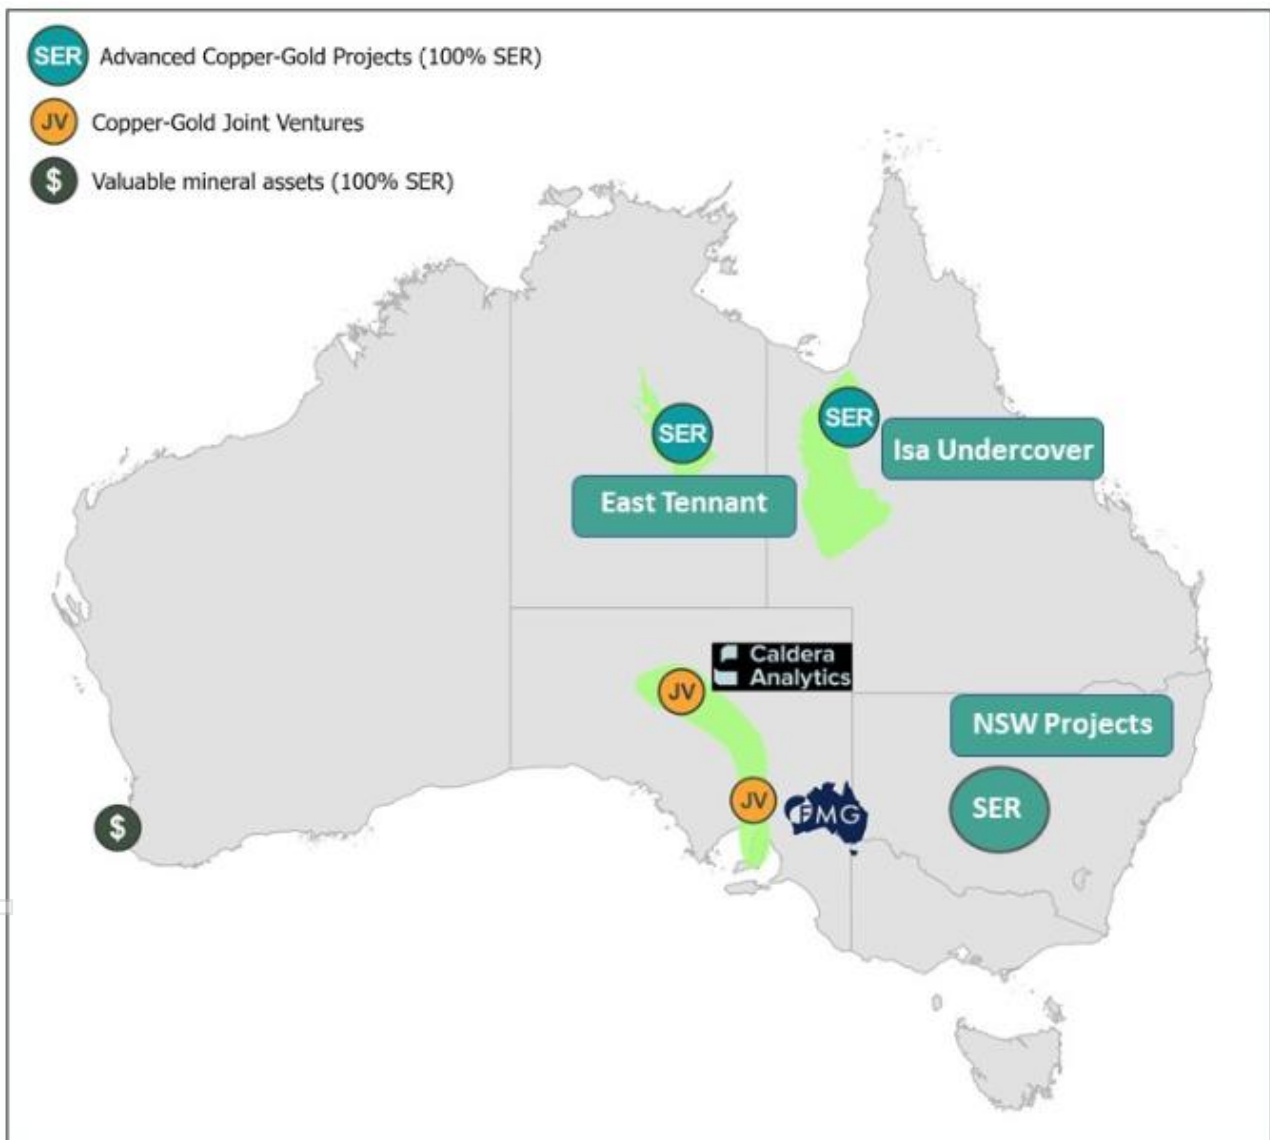 SER Advanced Copper-Gold Projects (100% SER)
JV Copper-Gold Joint Ventures
$ Valuable mineral assets (100% SER)
SER
SER
Isa Undercover
East Tennant
Caldera
Analytics
JV
NSW Projects
JV
FMG
SER
$